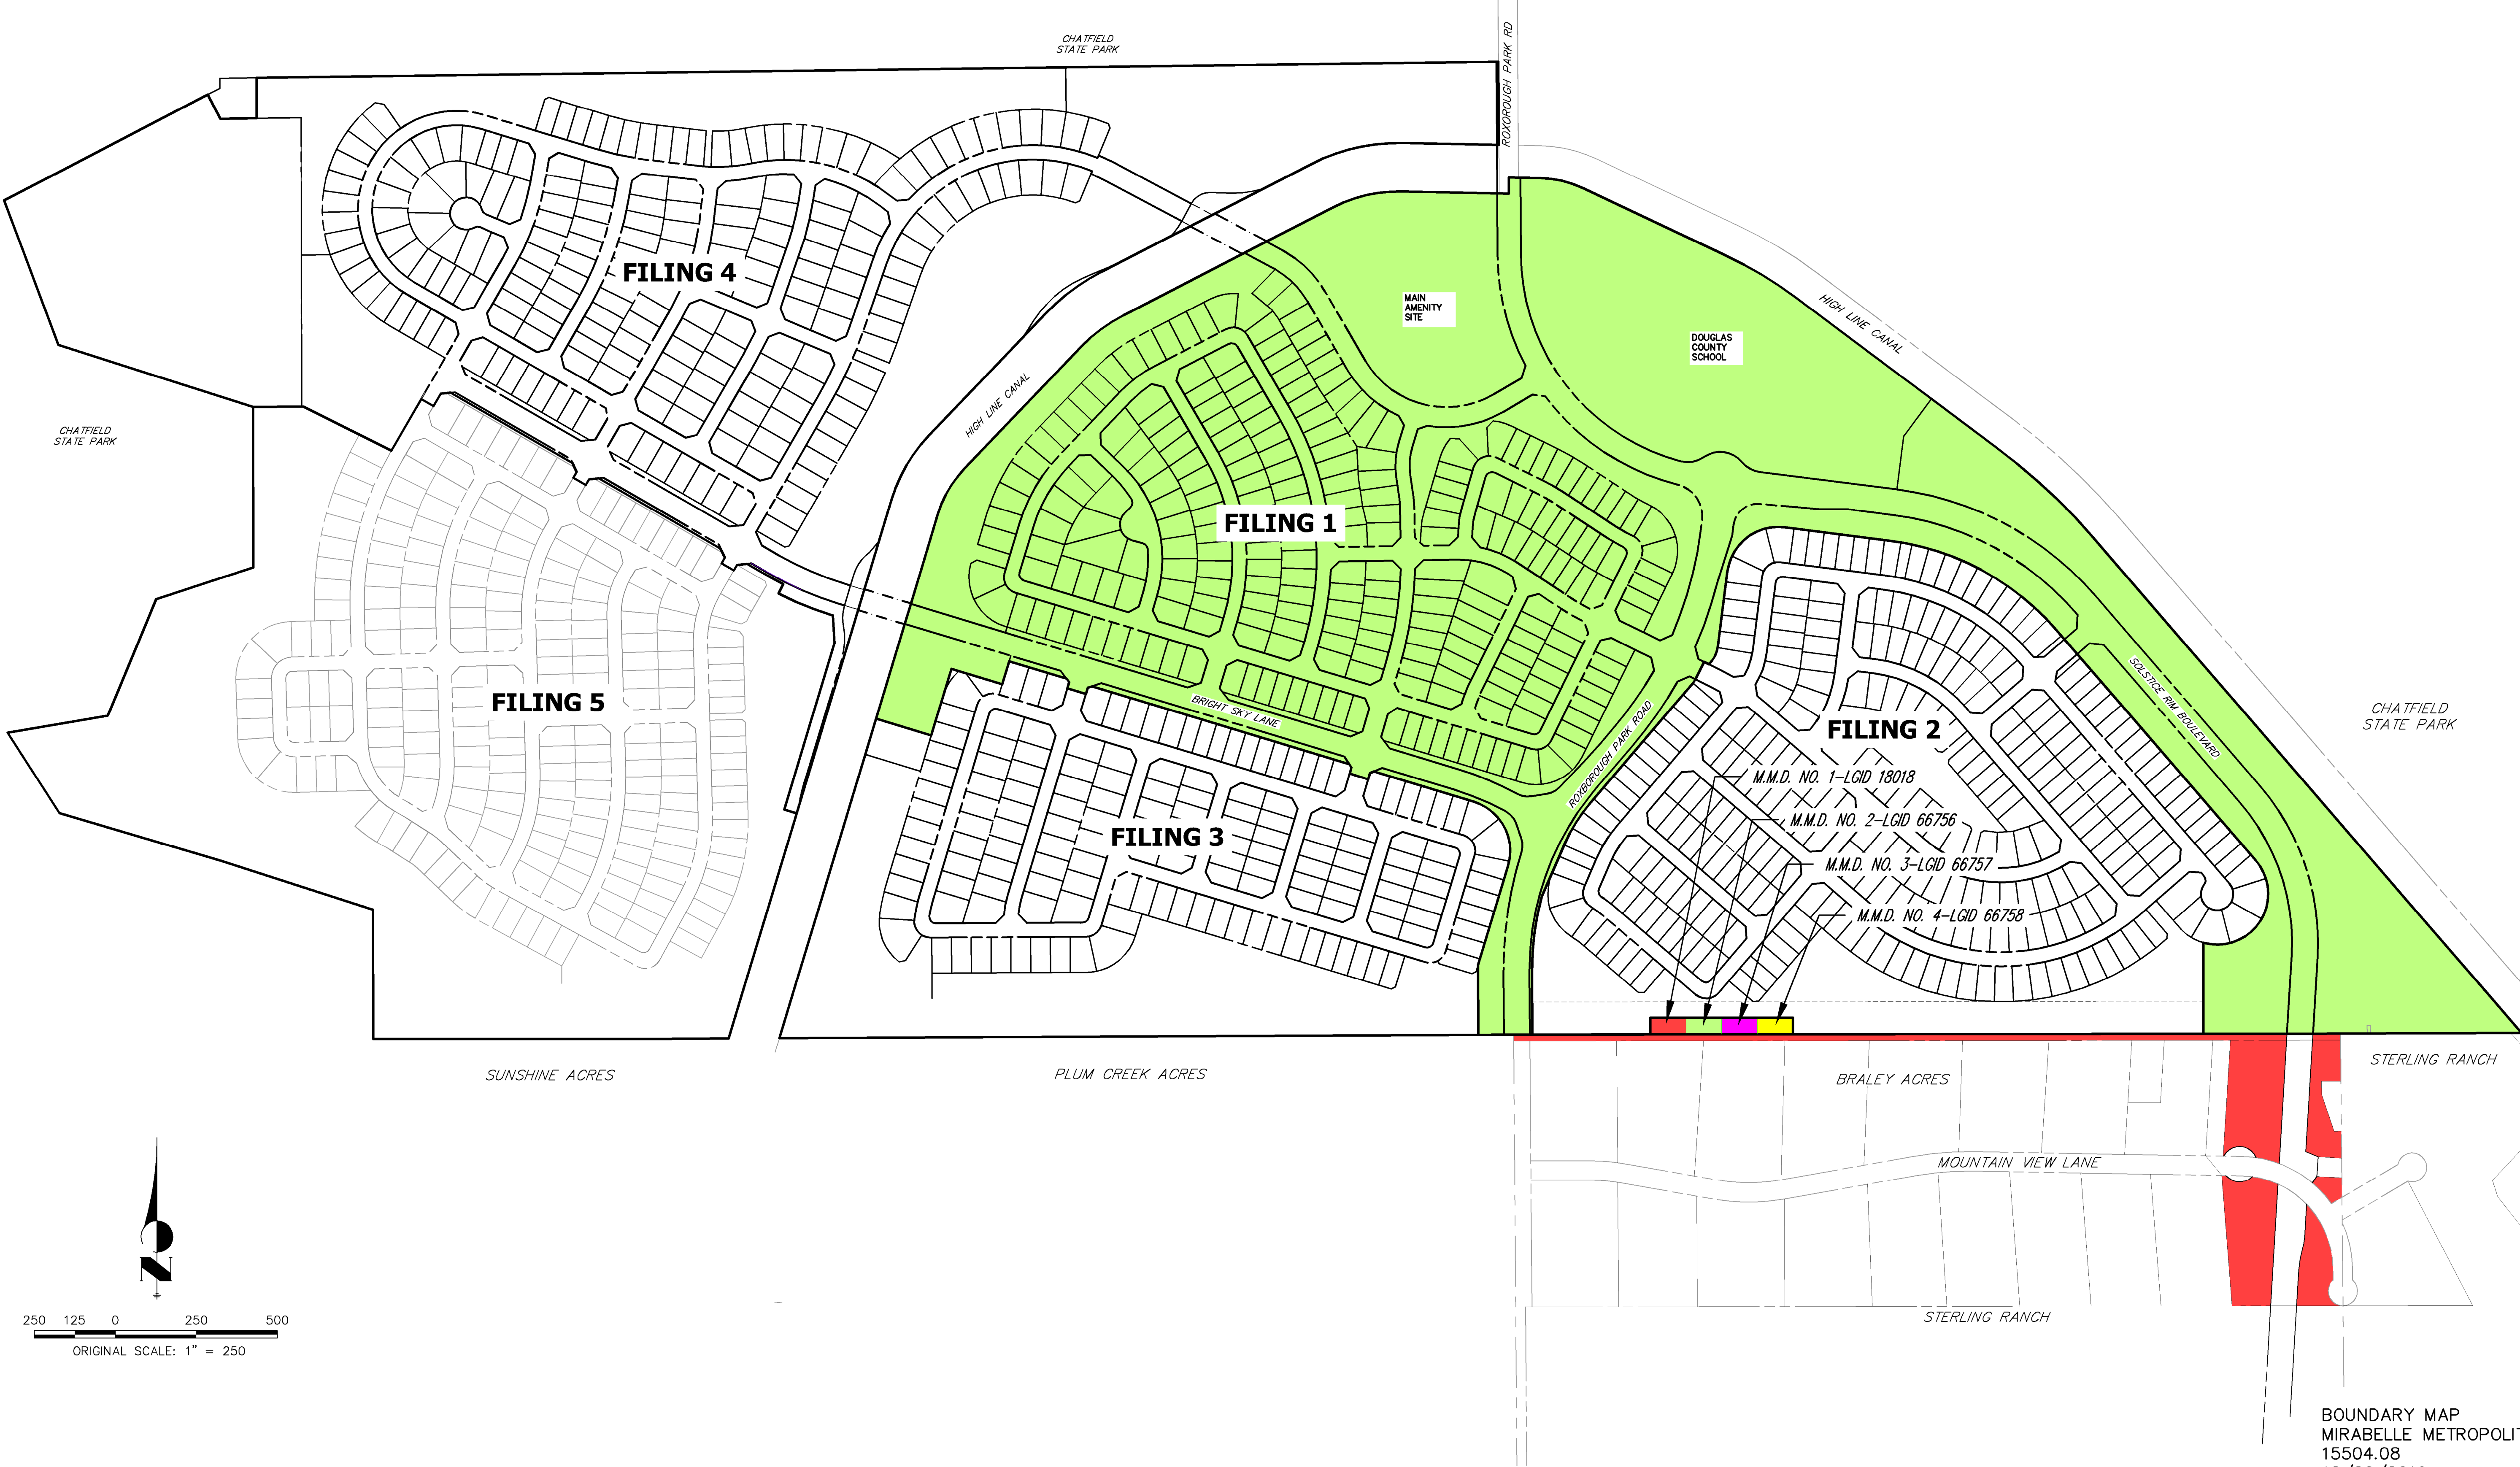 CHATFIELD
STATE PARK
ROXOROUGH PARK RD
FILING 4
MAIN
AMENITY
SITE
DOUGLAS
COUNTY
SCHOOL
HIGH LINE CANAL
HIGH LINE CANAL
CHATFIELD
STATE PARK
FILING 1
FILING 5
BRIGHT SKY LANE
ROXBOROUGH PARK ROAD
FILING 2
SOLSTICE RIM BOULEVARD
CHATFIELD
STATE PARK
M.M.D. NO. 1-LGID 18018
M.M.D. NO. 2-LGID 66756
FILING 3
M.M.D. NO. 3-LGID 66757
M.M.D. NO. 4-LGID 66758
SUNSHINE ACRES
PLUM CREEK ACRES
BRALEY ACRES
STERLING RANCH
MOUNTAIN VIEW LANE
N
250 125 0 250 500
ORIGINAL SCALE: 1" = 250
STERLING RANCH
BOUNDARY MAP
MIRABELLE METROPOLIT
15504.08